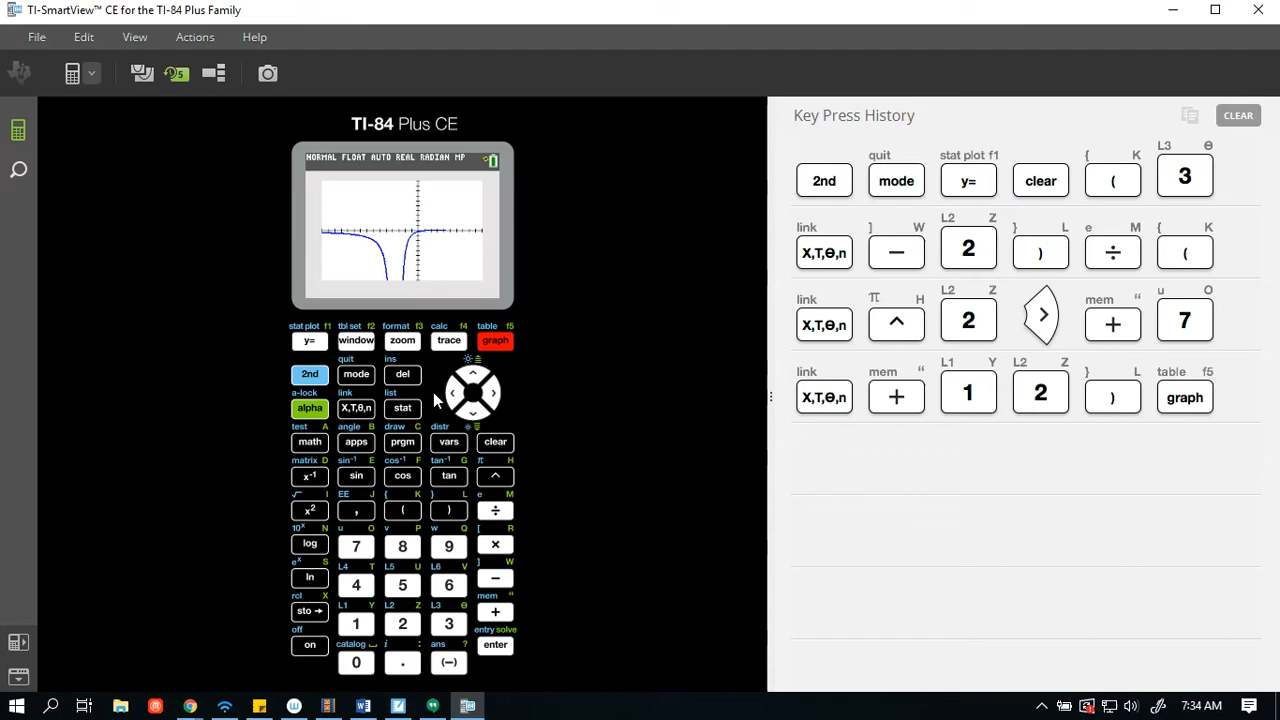 TI-SmartView™ CE for the TI-84 Plus Family
File Edit View Actions Help
5
TI-84 Plus CE
NORMAL FLOAT AUTO REAL RADIAN MP
stat plot f1 tbl set f2 format f3 calc f4 table f5
y= window zoom trace graph
quit ins
2nd mode del
a-lock link list
alpha X,T,θ,n stat
test A angle B draw C distr
math apps prgm vars clear
matrix D sin⁻¹ E cos⁻¹ F tan⁻¹ G π H
x⁻¹ sin cos tan ^
√ I EE J { K } L e M
x² , ( ) ÷
10ˣ N u O v P w Q [ R
log 7 8 9 ×
eˣ S L4 T L5 U L6 V ] W
ln 4 5 6 −
rcl X L1 Y L2 Z L3 θ mem "
sto→ 1 2 3 +
off catalog ⎵ i : ans ? entry solve
on 0 . (−) enter
Key Press History
CLEAR
quit stat plot f1 { K L3 θ
2nd mode y= clear ( 3
link ] W L2 Z } L e M { K
X,T,θ,n − 2 ) ÷ (
link π H L2 Z mem " u O
X,T,θ,n ^ 2 > + 7
link mem " L1 Y L2 Z } L table f5
X,T,θ,n + 1 2 ) graph
7:34 AM